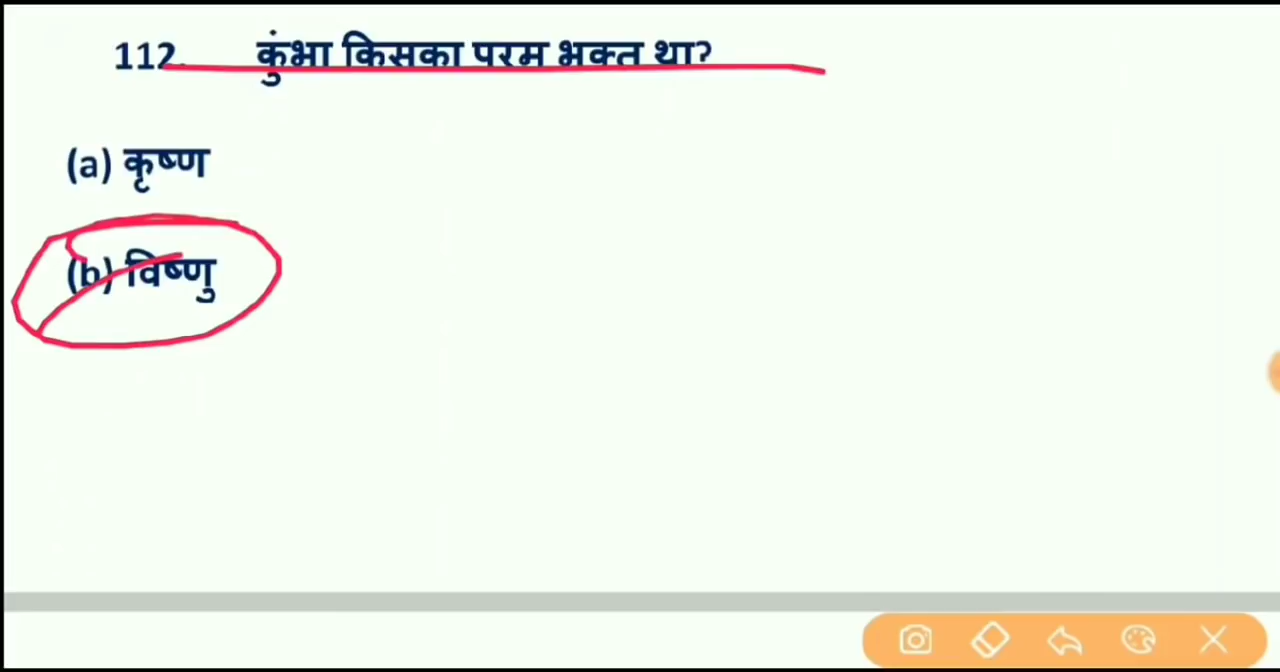 112. कुंभा किसका परम भक्त था?
(a) कृष्ण
(b) विष्णु